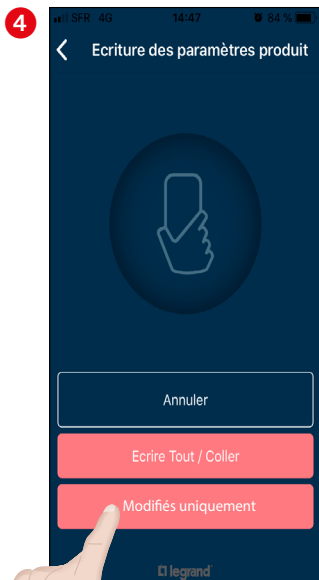 4
SFR 4G 14:47 84 %
Ecriture des paramètres produit
Annuler
Ecrire Tout / Coller
Modifiés uniquement
legrand